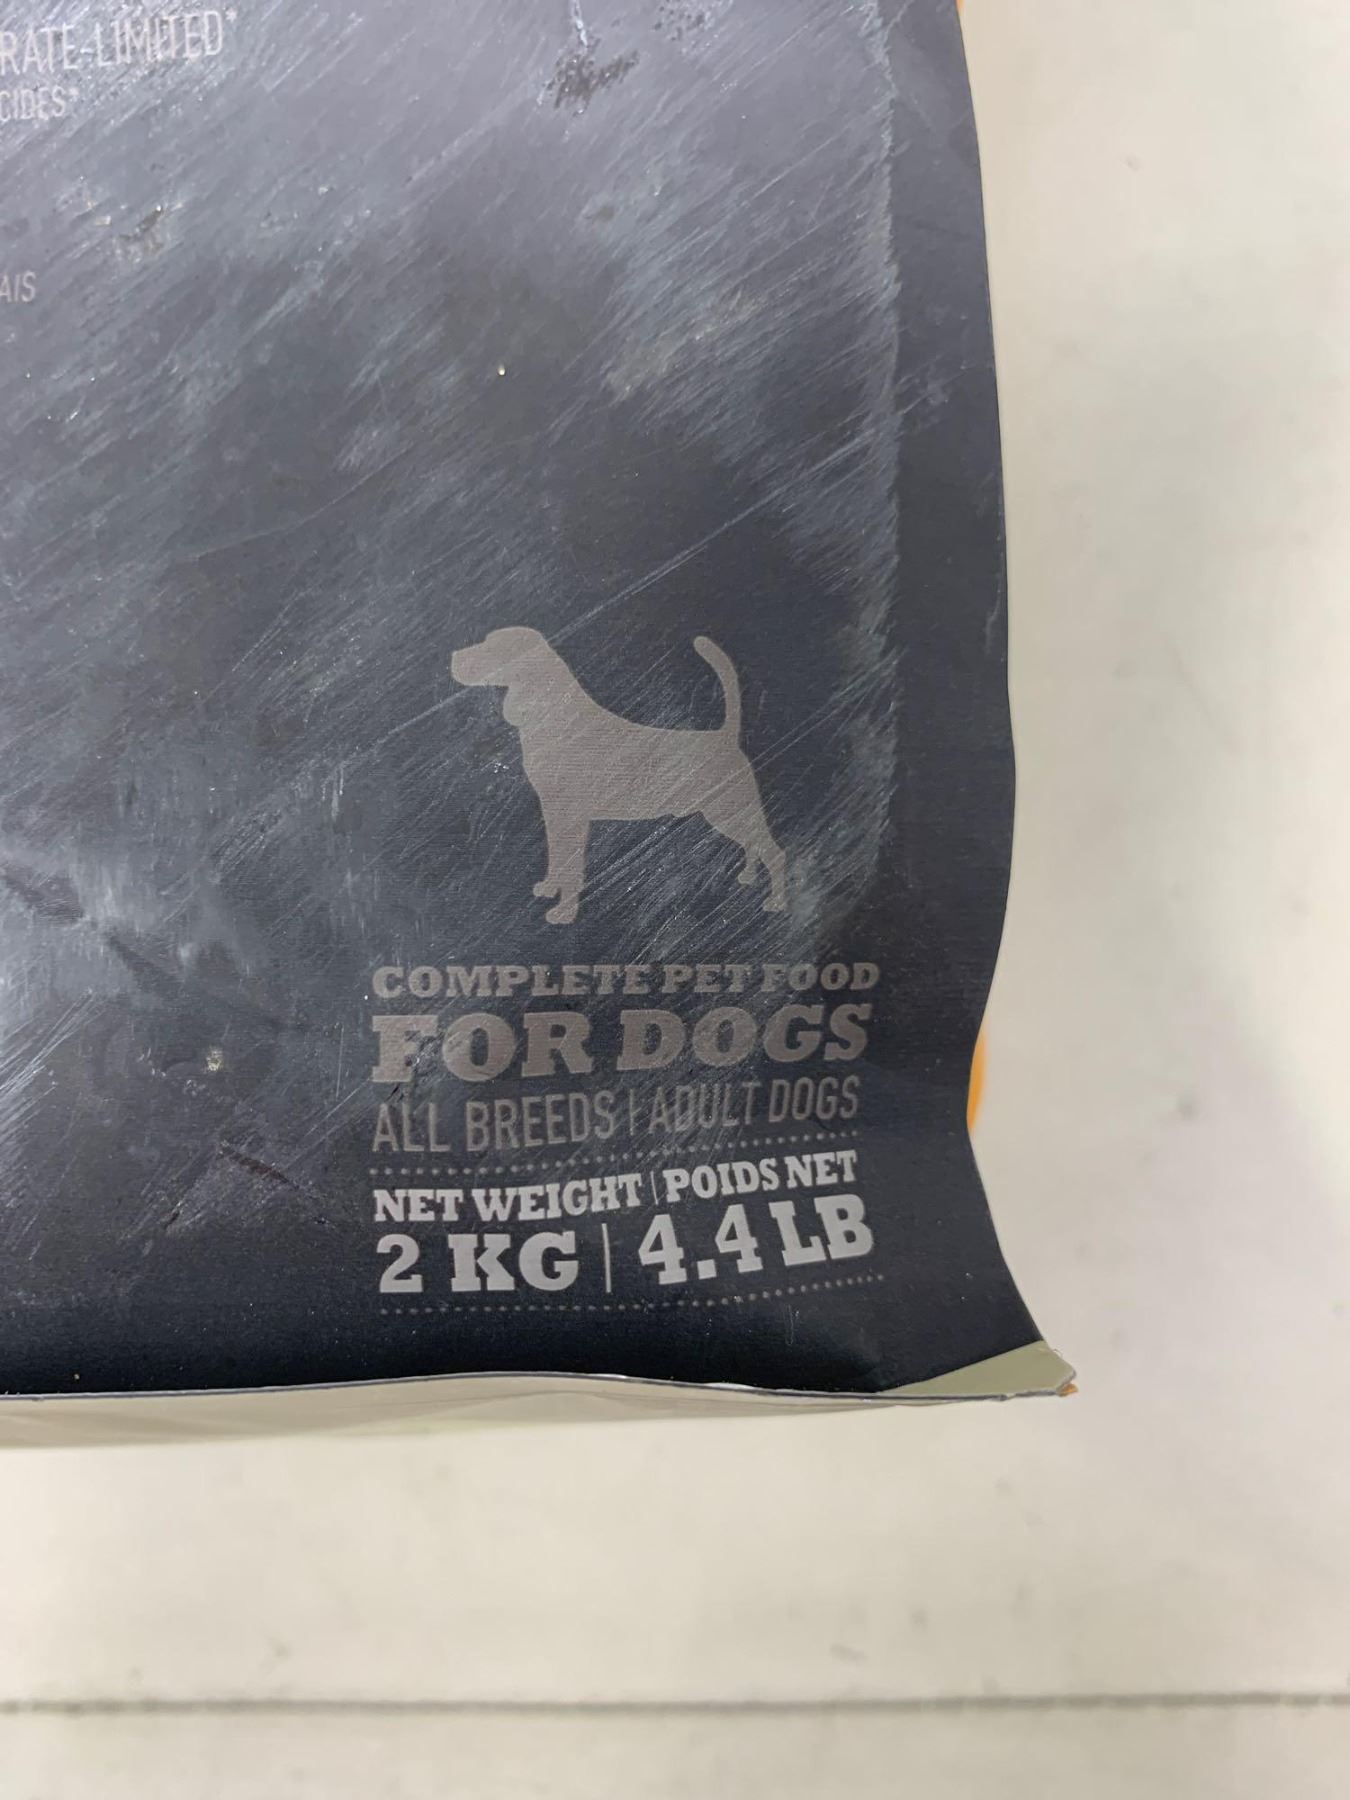 RATE-LIMITED*
CIDES*
AIS
COMPLETE PET FOOD
FOR DOGS
ALL BREEDS | ADULT DOGS
NET WEIGHT | POIDS NET
2 KG | 4.4 LB